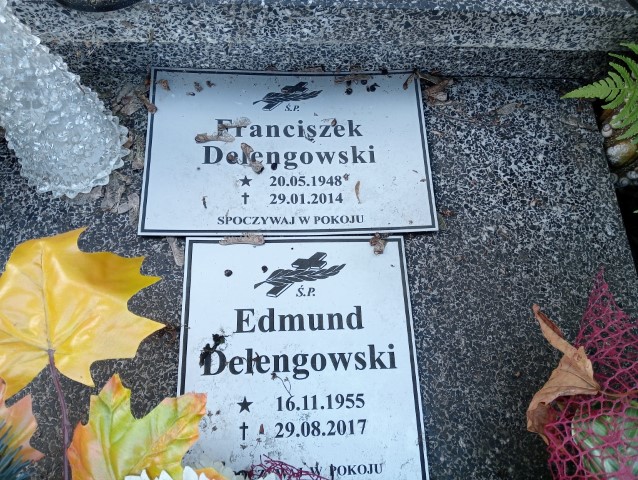 Ś.P.
Franciszek
Delengowski
★ 20.05.1948
† 29.01.2014
SPOCZYWAJ W POKOJU
Ś.P.
Edmund
Delengowski
★ 16.11.1955
† 29.08.2017
W POKOJU